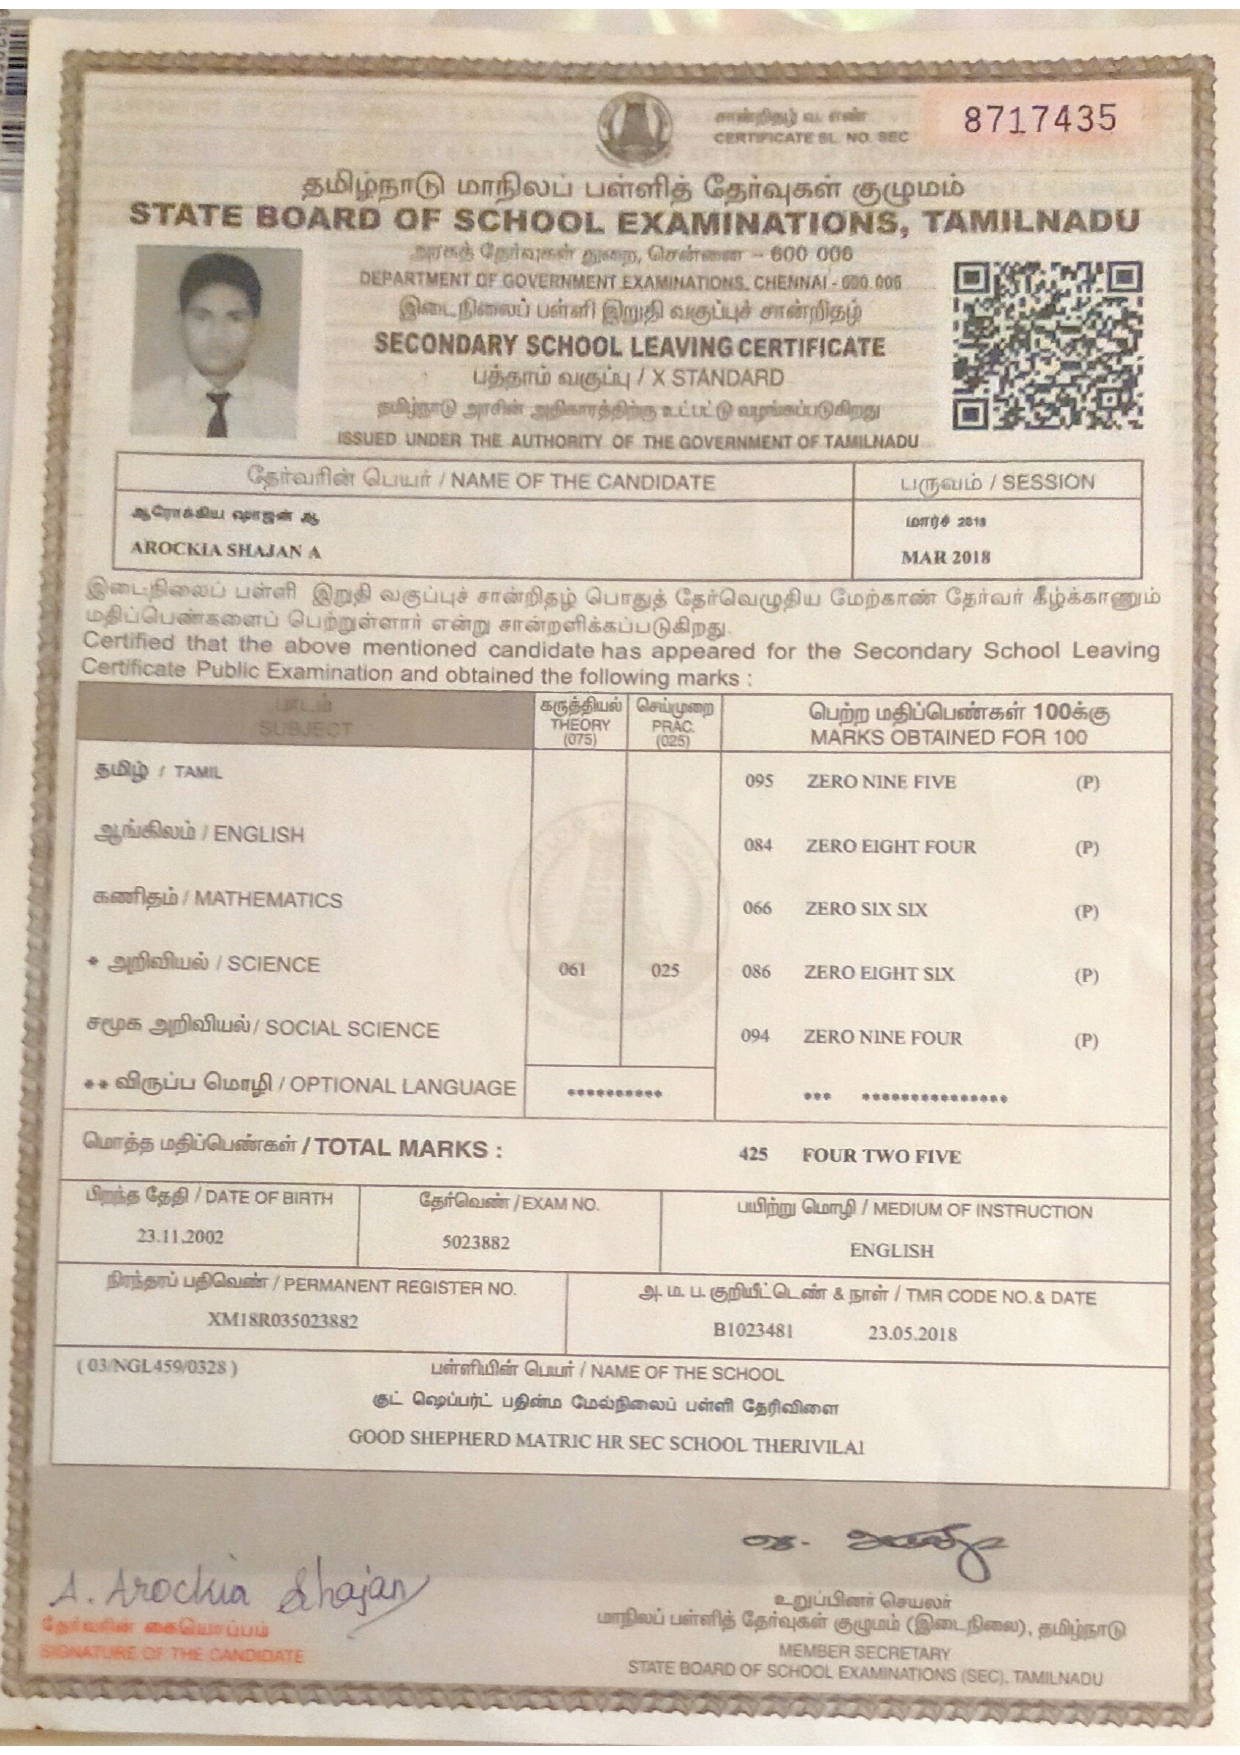 சான்றிதழ் வ. எண்
CERTIFICATE SL. NO. SEC
8717435
தமிழ்நாடு மாநிலப் பள்ளித் தேர்வுகள் குழுமம்
STATE BOARD OF SCHOOL EXAMINATIONS, TAMILNADU
அரசுத் தேர்வுகள் துறை, சென்னை – 600 006
DEPARTMENT OF GOVERNMENT EXAMINATIONS, CHENNAI - 600 006
இடைநிலைப் பள்ளி இறுதி வகுப்புச் சான்றிதழ்
SECONDARY SCHOOL LEAVING CERTIFICATE
பத்தாம் வகுப்பு / X STANDARD
தமிழ்நாடு அரசின் அதிகாரத்திற்கு உட்பட்டு வழங்கப்படுகிறது
ISSUED UNDER THE AUTHORITY OF THE GOVERNMENT OF TAMILNADU
தேர்வரின் பெயர் / NAME OF THE CANDIDATE பருவம் / SESSION
ஆரோக்கிய ஷாஜன் ஆ மார்ச் 2018
AROCKIA SHAJAN A MAR 2018
இடைநிலைப் பள்ளி இறுதி வகுப்புச் சான்றிதழ் பொதுத் தேர்வெழுதிய மேற்காண் தேர்வர் கீழ்க்காணும்
மதிப்பெண்களைப் பெற்றுள்ளார் என்று சான்றளிக்கப்படுகிறது.
Certified that the above mentioned candidate has appeared for the Secondary School Leaving
Certificate Public Examination and obtained the following marks :
பாடம் கருத்தியல் செய்முறை பெற்ற மதிப்பெண்கள் 100க்கு
SUBJECT THEORY PRAC. MARKS OBTAINED FOR 100
(075) (025)
தமிழ் / TAMIL 095 ZERO NINE FIVE (P)
ஆங்கிலம் / ENGLISH 084 ZERO EIGHT FOUR (P)
கணிதம் / MATHEMATICS 066 ZERO SIX SIX (P)
* அறிவியல் / SCIENCE 061 025 086 ZERO EIGHT SIX (P)
சமூக அறிவியல் / SOCIAL SCIENCE 094 ZERO NINE FOUR (P)
** விருப்ப மொழி / OPTIONAL LANGUAGE ********** *** ***************
மொத்த மதிப்பெண்கள் / TOTAL MARKS : 425 FOUR TWO FIVE
பிறந்த தேதி / DATE OF BIRTH தேர்வெண் / EXAM NO. பயிற்று மொழி / MEDIUM OF INSTRUCTION
23.11.2002 5023882 ENGLISH
நிரந்தரப் பதிவெண் / PERMANENT REGISTER NO. அ. ம. ப. குறியீட்டெண் & நாள் / TMR CODE NO. & DATE
XM18R035023882 B1023481 23.05.2018
( 03/NGL459/0328 ) பள்ளியின் பெயர் / NAME OF THE SCHOOL
குட் ஷெப்பர்ட் பதின்ம மேல்நிலைப் பள்ளி தேரிவிளை
GOOD SHEPHERD MATRIC HR SEC SCHOOL THERIVILAI
A. Arockia Shajan
தேர்வரின் கையொப்பம்
SIGNATURE OF THE CANDIDATE
உறுப்பினர் செயலர்
மாநிலப் பள்ளித் தேர்வுகள் குழுமம் (இடைநிலை), தமிழ்நாடு
MEMBER SECRETARY
STATE BOARD OF SCHOOL EXAMINATIONS (SEC), TAMILNADU